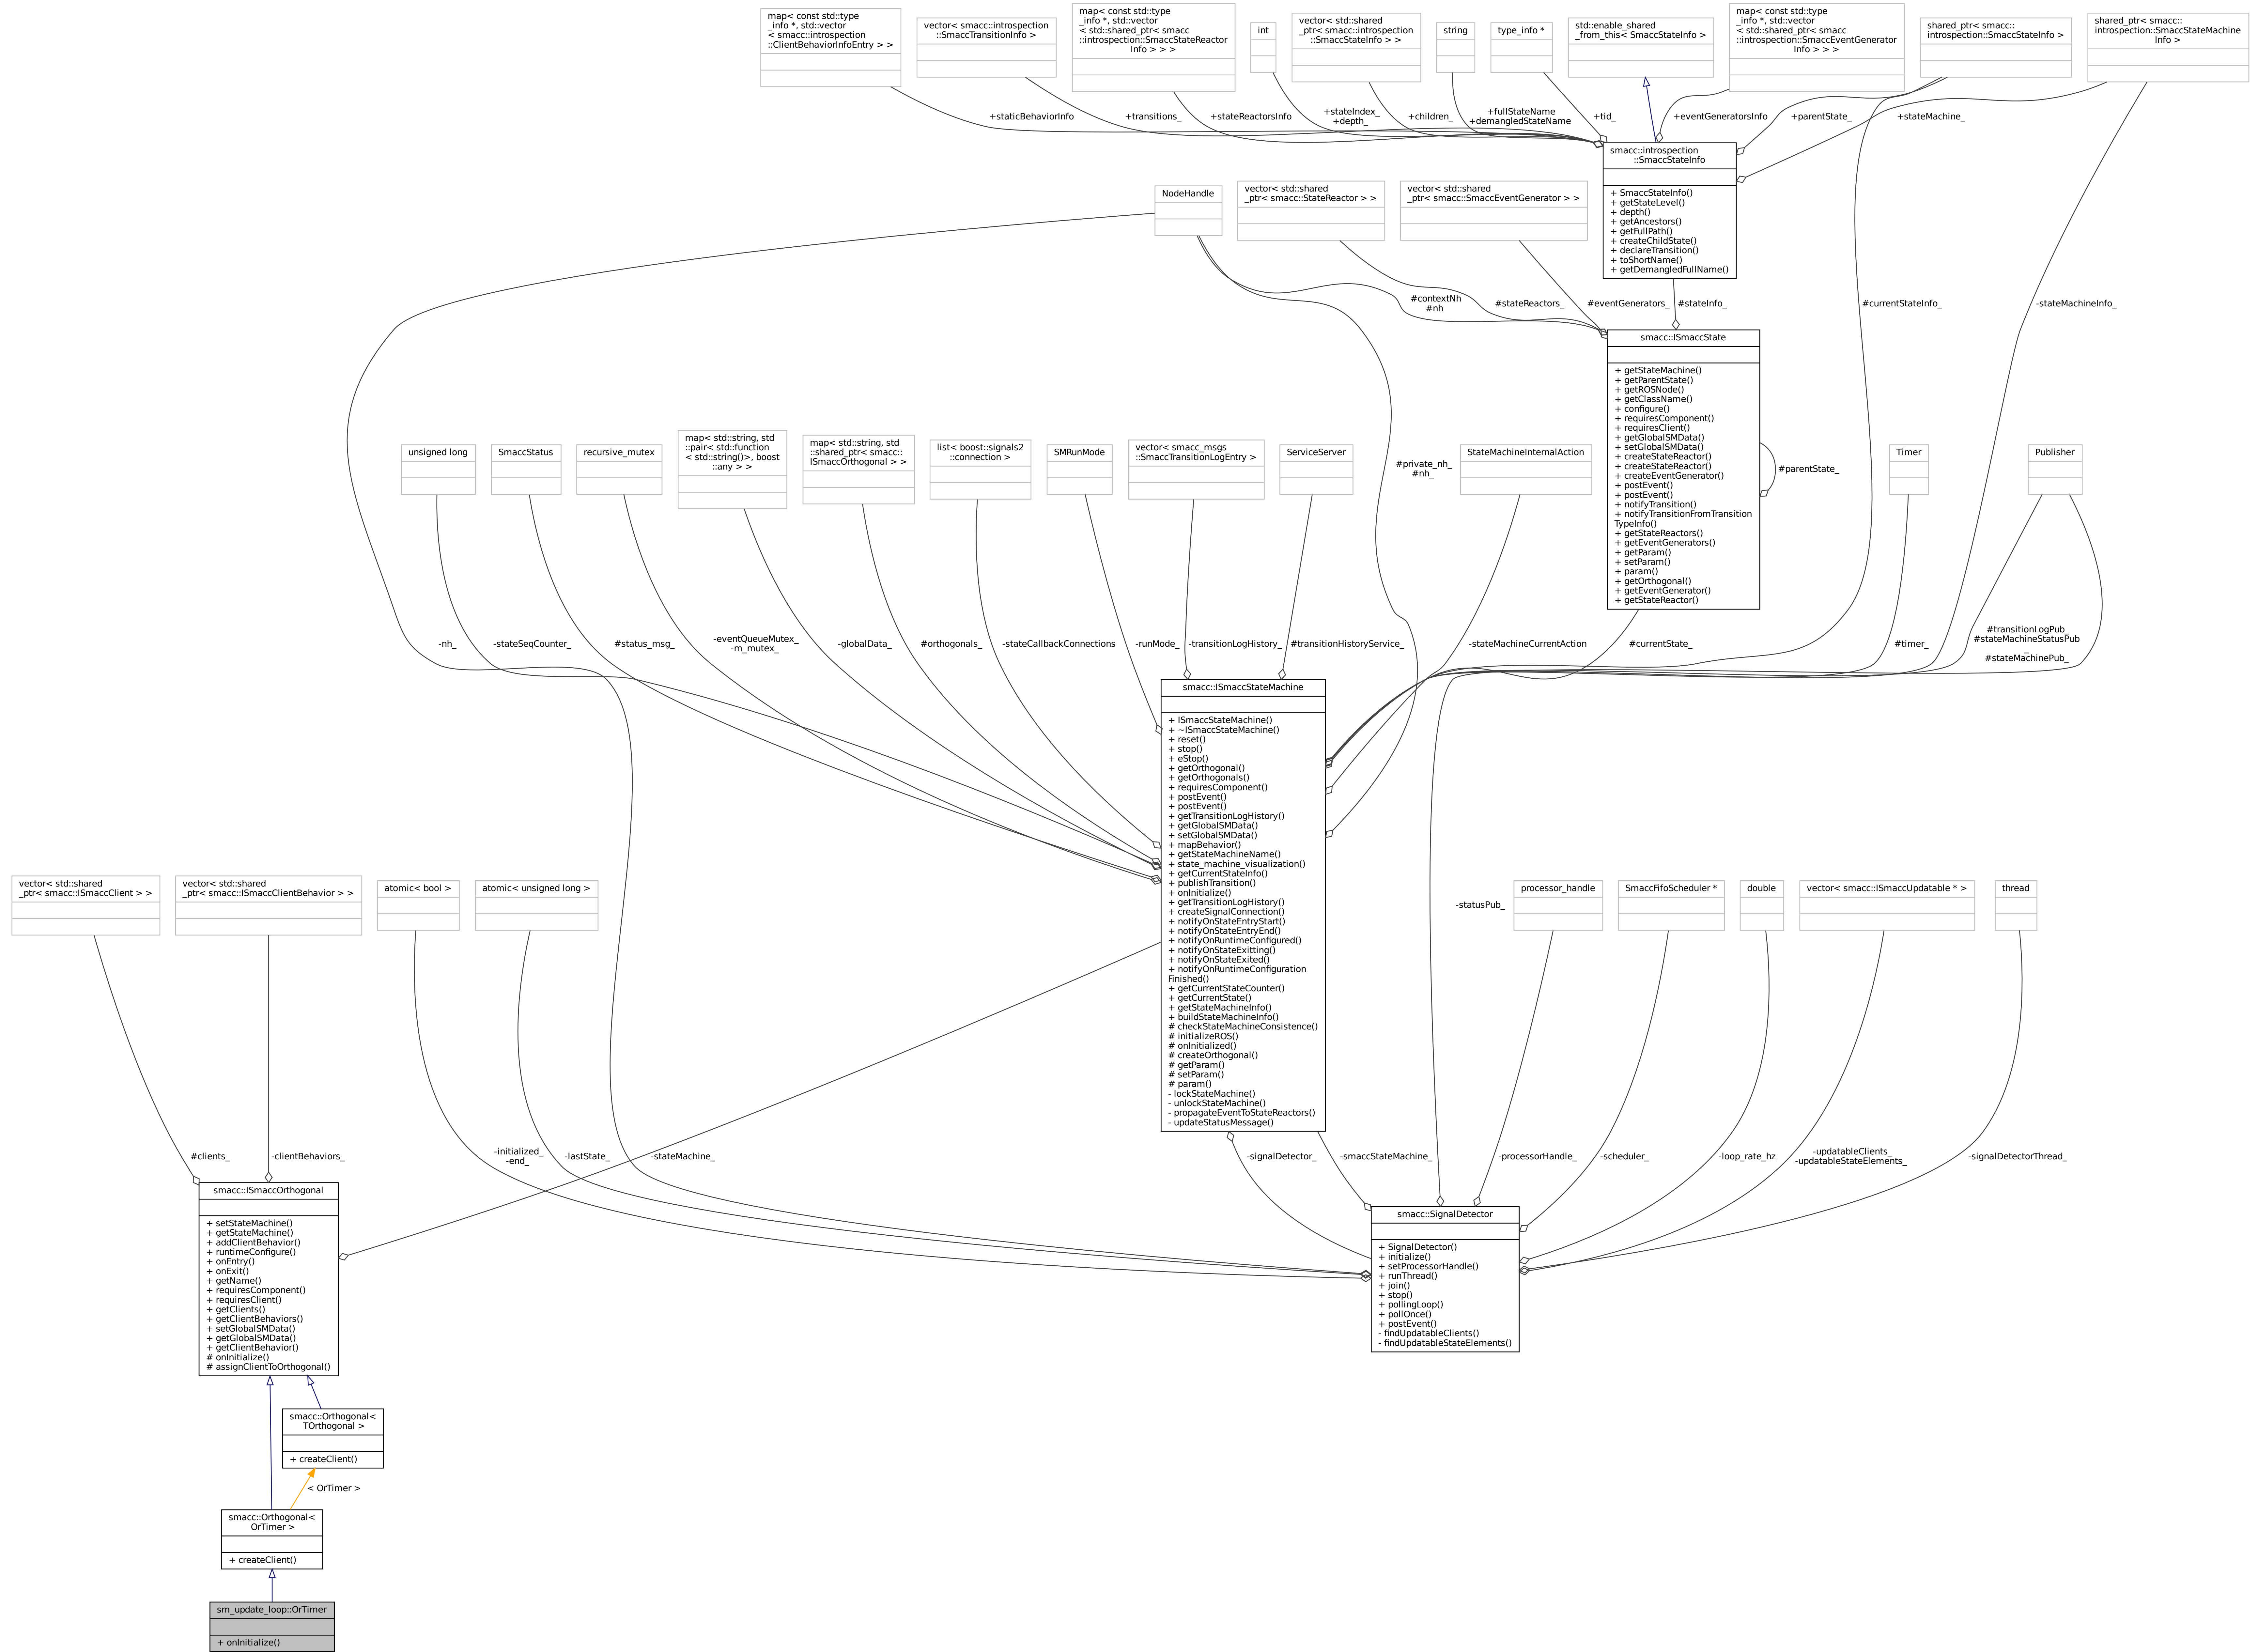 map< const std::type
_info *, std::vector
< smacc::introspection
::ClientBehaviorInfoEntry > >
vector< smacc::introspection
::SmaccTransitionInfo >
map< const std::type
_info *, std::vector
< std::shared_ptr< smacc
::introspection::SmaccStateReactor
Info > > >
int
vector< std::shared
_ptr< smacc::introspection
::SmaccStateInfo > >
string
type_info *
std::enable_shared
_from_this< SmaccStateInfo >
map< const std::type
_info *, std::vector
< std::shared_ptr< smacc
::introspection::SmaccEventGenerator
Info > > >
shared_ptr< smacc::
introspection::SmaccStateInfo >
shared_ptr< smacc::
introspection::SmaccStateMachine
Info >
+staticBehaviorInfo
+transitions_
+stateReactorsInfo
+stateIndex_
+depth_
+children_
+fullStateName
+demangledStateName
+tid_
+eventGeneratorsInfo
+parentState_
+stateMachine_
smacc::introspection
::SmaccStateInfo
+ SmaccStateInfo()
+ getStateLevel()
+ depth()
+ getAncestors()
+ getFullPath()
+ createChildState()
+ declareTransition()
+ toShortName()
+ getDemangledFullName()
NodeHandle
vector< std::shared
_ptr< smacc::StateReactor > >
vector< std::shared
_ptr< smacc::SmaccEventGenerator > >
#contextNh
#nh
#stateReactors_
#eventGenerators_
#stateInfo_
#currentStateInfo_
-stateMachineInfo_
smacc::ISmaccState
+ getStateMachine()
+ getParentState()
+ getROSNode()
+ getClassName()
+ configure()
+ requiresComponent()
+ requiresClient()
+ getGlobalSMData()
+ setGlobalSMData()
+ createStateReactor()
+ createStateReactor()
+ createEventGenerator()
+ postEvent()
+ postEvent()
+ notifyTransition()
+ notifyTransitionFromTransition
TypeInfo()
+ getStateReactors()
+ getEventGenerators()
+ getParam()
+ setParam()
+ param()
+ getOrthogonal()
+ getEventGenerator()
+ getStateReactor()
#parentState_
unsigned long
SmaccStatus
recursive_mutex
map< std::string, std
::pair< std::function
< std::string()>, boost
::any > >
map< std::string, std
::shared_ptr< smacc::
ISmaccOrthogonal > >
list< boost::signals2
::connection >
SMRunMode
vector< smacc_msgs
::SmaccTransitionLogEntry >
ServiceServer
#private_nh_
#nh_
StateMachineInternalAction
Timer
Publisher
-nh_
-stateSeqCounter_
#status_msg_
-eventQueueMutex_
-m_mutex_
-globalData_
#orthogonals_
-stateCallbackConnections
-runMode_
-transitionLogHistory_
#transitionHistoryService_
-stateMachineCurrentAction
#currentState_
#timer_
#transitionLogPub_
#stateMachineStatusPub
_
#stateMachinePub_
smacc::ISmaccStateMachine
+ ISmaccStateMachine()
+ ~ISmaccStateMachine()
+ reset()
+ stop()
+ eStop()
+ getOrthogonal()
+ getOrthogonals()
+ requiresComponent()
+ postEvent()
+ postEvent()
+ getTransitionLogHistory()
+ getGlobalSMData()
+ setGlobalSMData()
+ mapBehavior()
+ getStateMachineName()
+ state_machine_visualization()
+ getCurrentStateInfo()
+ publishTransition()
+ onInitialize()
+ getTransitionLogHistory()
+ createSignalConnection()
+ notifyOnStateEntryStart()
+ notifyOnStateEntryEnd()
+ notifyOnRuntimeConfigured()
+ notifyOnStateExitting()
+ notifyOnStateExited()
+ notifyOnRuntimeConfiguration
Finished()
+ getCurrentStateCounter()
+ getCurrentState()
+ getStateMachineInfo()
+ buildStateMachineInfo()
# checkStateMachineConsistence()
# initializeROS()
# onInitialized()
# createOrthogonal()
# getParam()
# setParam()
# param()
- lockStateMachine()
- unlockStateMachine()
- propagateEventToStateReactors()
- updateStatusMessage()
vector< std::shared
_ptr< smacc::ISmaccClient > >
vector< std::shared
_ptr< smacc::ISmaccClientBehavior > >
atomic< bool >
atomic< unsigned long >
-statusPub_
processor_handle
SmaccFifoScheduler *
double
vector< smacc::ISmaccUpdatable * >
thread
#clients_
-clientBehaviors_
-initialized_
-end_
-lastState_
-stateMachine_
-signalDetector_
-smaccStateMachine_
-processorHandle_
-scheduler_
-loop_rate_hz
-updatableClients_
-updatableStateElements_
-signalDetectorThread_
smacc::ISmaccOrthogonal
+ setStateMachine()
+ getStateMachine()
+ addClientBehavior()
+ runtimeConfigure()
+ onEntry()
+ onExit()
+ getName()
+ requiresComponent()
+ requiresClient()
+ getClients()
+ getClientBehaviors()
+ setGlobalSMData()
+ getGlobalSMData()
+ getClientBehavior()
# onInitialize()
# assignClientToOrthogonal()
smacc::SignalDetector
+ SignalDetector()
+ initialize()
+ setProcessorHandle()
+ runThread()
+ join()
+ stop()
+ pollingLoop()
+ pollOnce()
+ postEvent()
- findUpdatableClients()
- findUpdatableStateElements()
smacc::Orthogonal<
TOrthogonal >
+ createClient()
< OrTimer >
smacc::Orthogonal<
OrTimer >
+ createClient()
sm_update_loop::OrTimer
+ onInitialize()